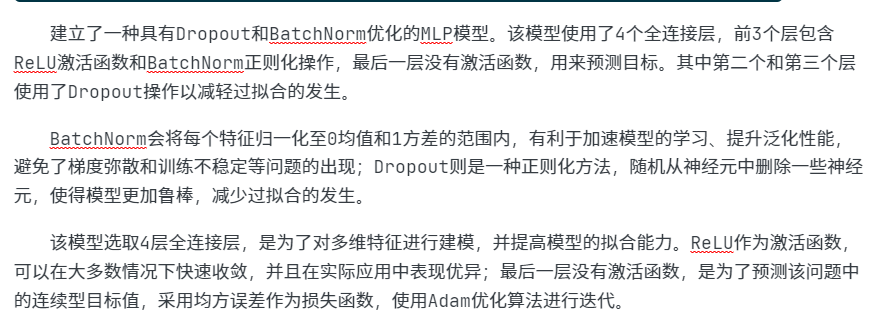 建立了一种具有Dropout和BatchNorm优化的MLP模型。该模型使用了4个全连接层，前3个层包含
ReLU激活函数和BatchNorm正则化操作，最后一层没有激活函数，用来预测目标。其中第二个和第三个层
使用了Dropout操作以减轻过拟合的发生。
BatchNorm会将每个特征归一化至0均值和1方差的范围内，有利于加速模型的学习、提升泛化性能，
避免了梯度弥散和训练不稳定等问题的出现；Dropout则是一种正则化方法，随机从神经元中删除一些神经
元，使得模型更加鲁棒，减少过拟合的发生。
该模型选取4层全连接层，是为了对多维特征进行建模，并提高模型的拟合能力。ReLU作为激活函数，
可以在大多数情况下快速收敛，并且在实际应用中表现优异；最后一层没有激活函数，是为了预测该问题中
的连续型目标值，采用均方误差作为损失函数，使用Adam优化算法进行迭代。